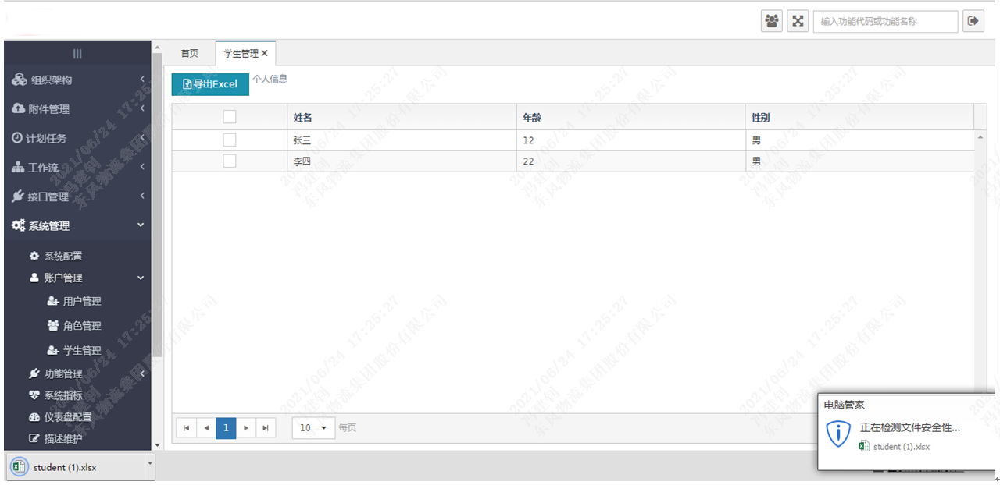 输入功能代码或功能名称
首页
学生管理
组织架构
附件管理
计划任务
工作流
接口管理
系统管理
系统配置
账户管理
用户管理
角色管理
学生管理
功能管理
系统指标
仪表盘配置
描述维护
导出Excel
个人信息
姓名 年龄 性别
张三 12 男
李四 22 男
1
10
每页
电脑管家
正在检测文件安全性...
student (1).xlsx
student (1).xlsx
2021/06/24 17:25:27
冯建创
东风物流集团股份有限公司